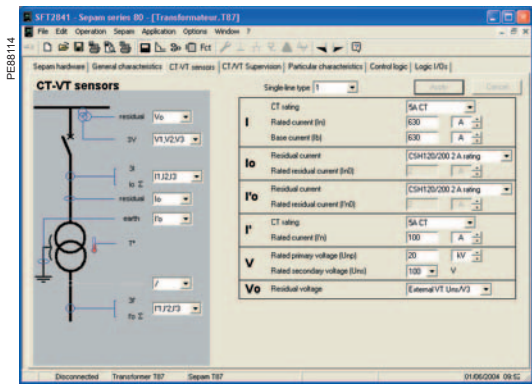 PE88114
SFT2841 - Sepam series 80 - [Transformateur.T87]
File Edit Operation Sepam Application Options Window ?
Fct
Sepam hardware General characteristics CT-VT sensors CT/VT Supervision Particular characteristics Control logic Logic I/Os
CT-VT sensors
Single-line type 1
Apply Cancel
residual Vo
3V V1,V2,V3
3I
Io Σ
I1,I2,I3
residual Io
earth I'o
T°
/
3I'
I'o Σ
I'1,I'2,I'3
I
CT rating 5A CT
Rated current (In) 630 A
Base current (Ib) 630 A
Io
Residual current CSH120/200 2 A rating
Rated residual current (In0) A
I'o
Residual current CSH120/200 2 A rating
Rated residual current (I'n0) A
I'
CT rating 5A CT
Rated current (I'n) 100 A
V
Rated primary voltage (Unp) 20 kV
Rated secondary voltage (Uns) 100 V
Vo
Residual voltage External VT Uns/V3
Disconnected Transformer T87 Sepam T87 01/06/2004 09:52